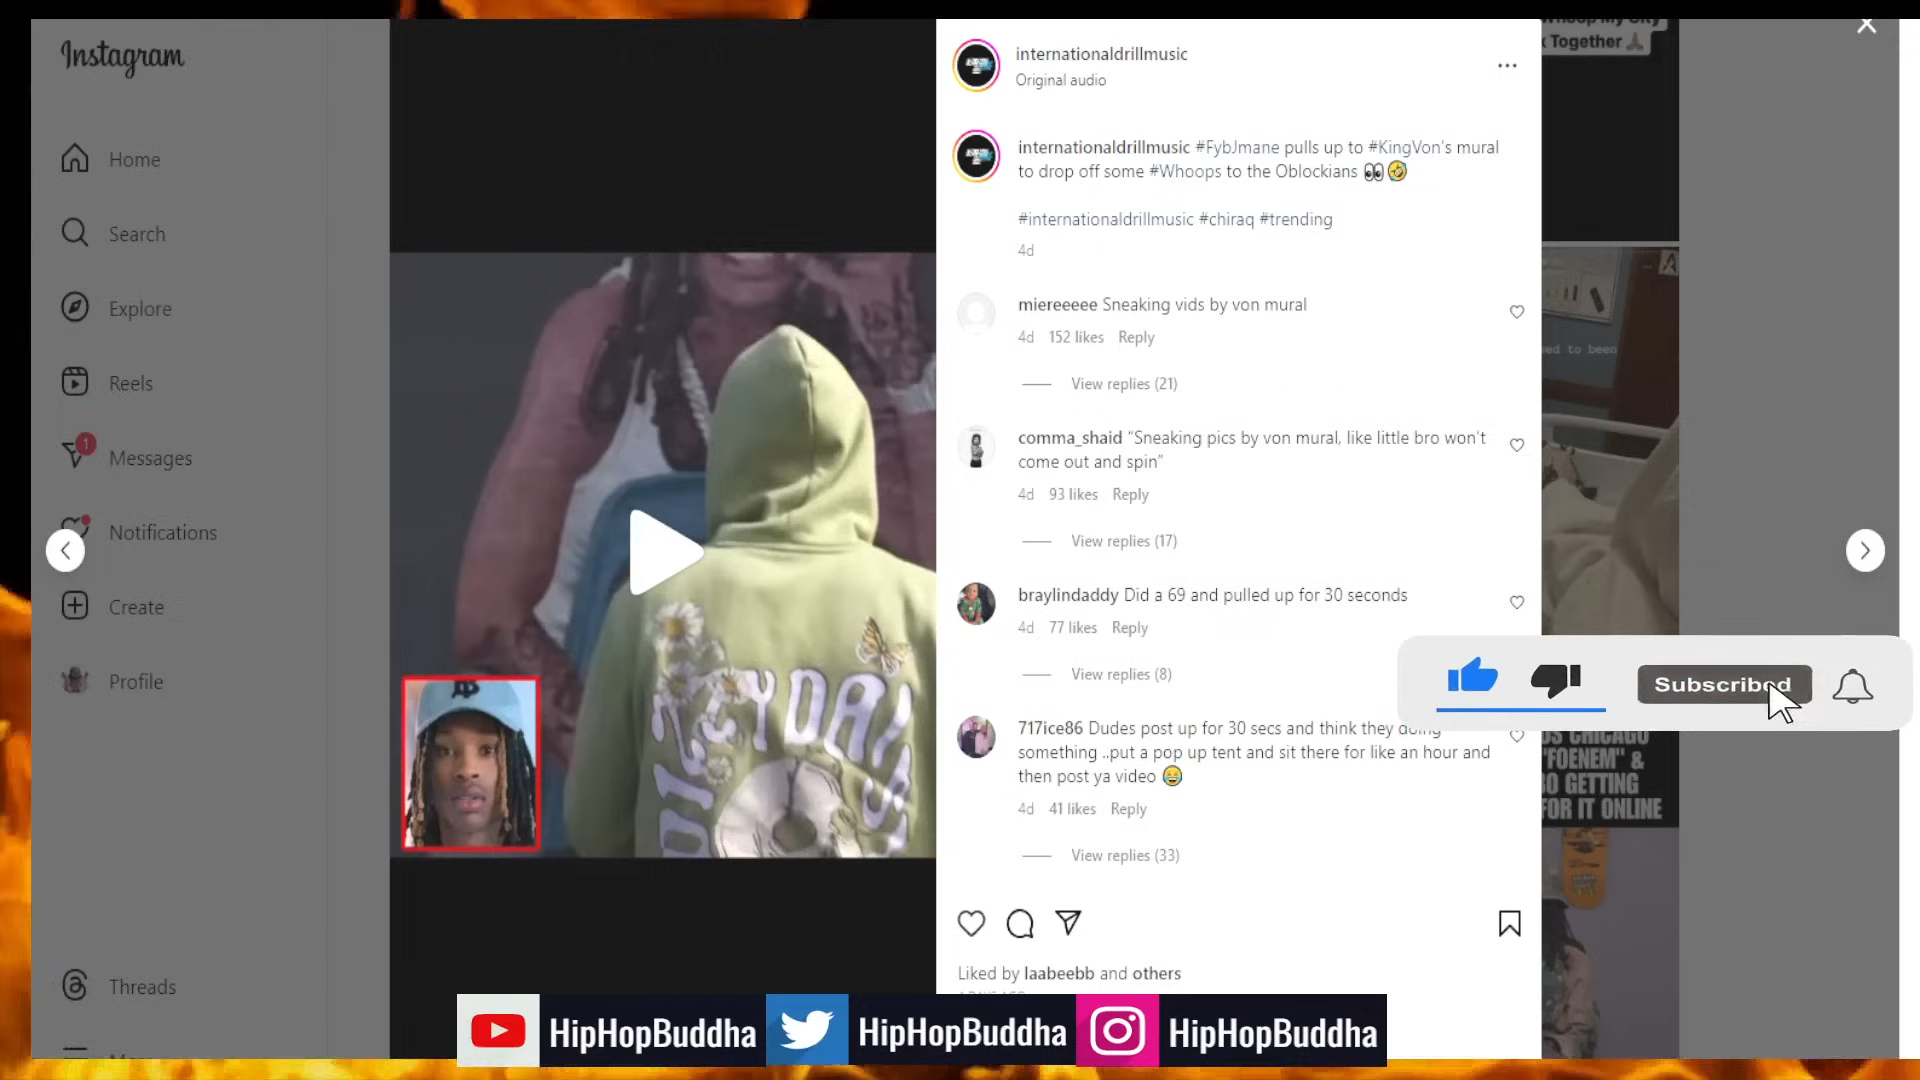 Instagram
Home
Search
Explore
Reels
1
Messages
Notifications
Create
Profile
Threads
internationaldrillmusic
Original audio
internationaldrillmusic #FybJmane pulls up to #KingVon's mural
to drop off some #Whoops to the Oblockians 👀🤣
#internationaldrillmusic #chiraq #trending
4d
miereeeee Sneaking vids by von mural
4d 152 likes Reply
View replies (21)
comma_shaid “Sneaking pics by von mural, like little bro won't
come out and spin”
4d 93 likes Reply
View replies (17)
braylindaddy Did a 69 and pulled up for 30 seconds
4d 77 likes Reply
View replies (8)
717ice86 Dudes post up for 30 secs and think they doing
something ..put a pop up tent and sit there for like an hour and
then post ya video 😂
4d 41 likes Reply
View replies (33)
Liked by laabeebb and others
Whoop My City
Together 🙏🏽
ed to been
Subscribed
CHICAGO
"FOENEM" &
GETTING
FOR IT ONLINE
HipHopBuddha
HipHopBuddha
HipHopBuddha